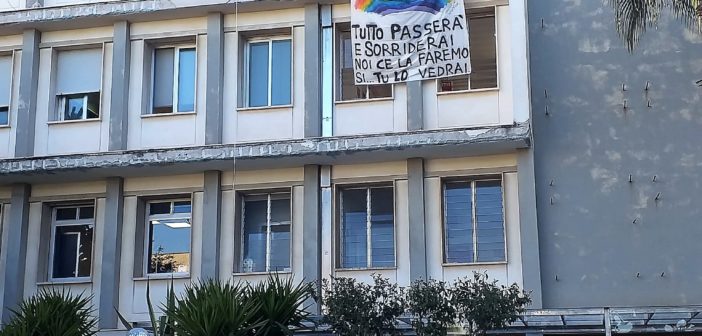 TUTTO PASSERÀ
E SORRIDERAI
NOI CE LA FAREMO
SI... TU LO VEDRAI